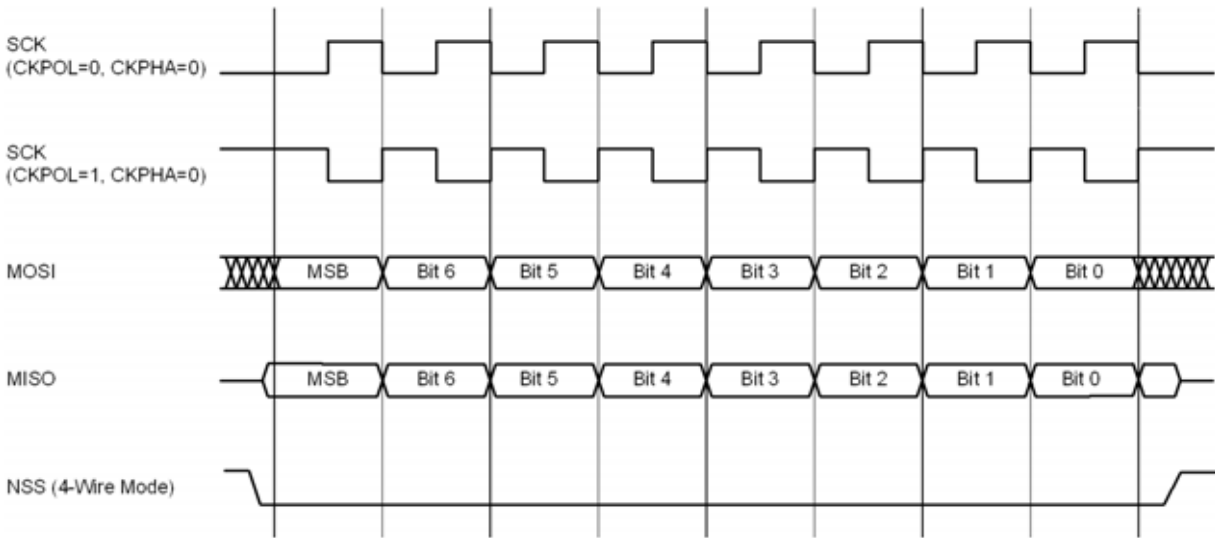 SCK
(CKPOL=0, CKPHA=0)
SCK
(CKPOL=1, CKPHA=0)
MOSI MSB Bit 6 Bit 5 Bit 4 Bit 3 Bit 2 Bit 1 Bit 0
MISO MSB Bit 6 Bit 5 Bit 4 Bit 3 Bit 2 Bit 1 Bit 0
NSS (4-Wire Mode)